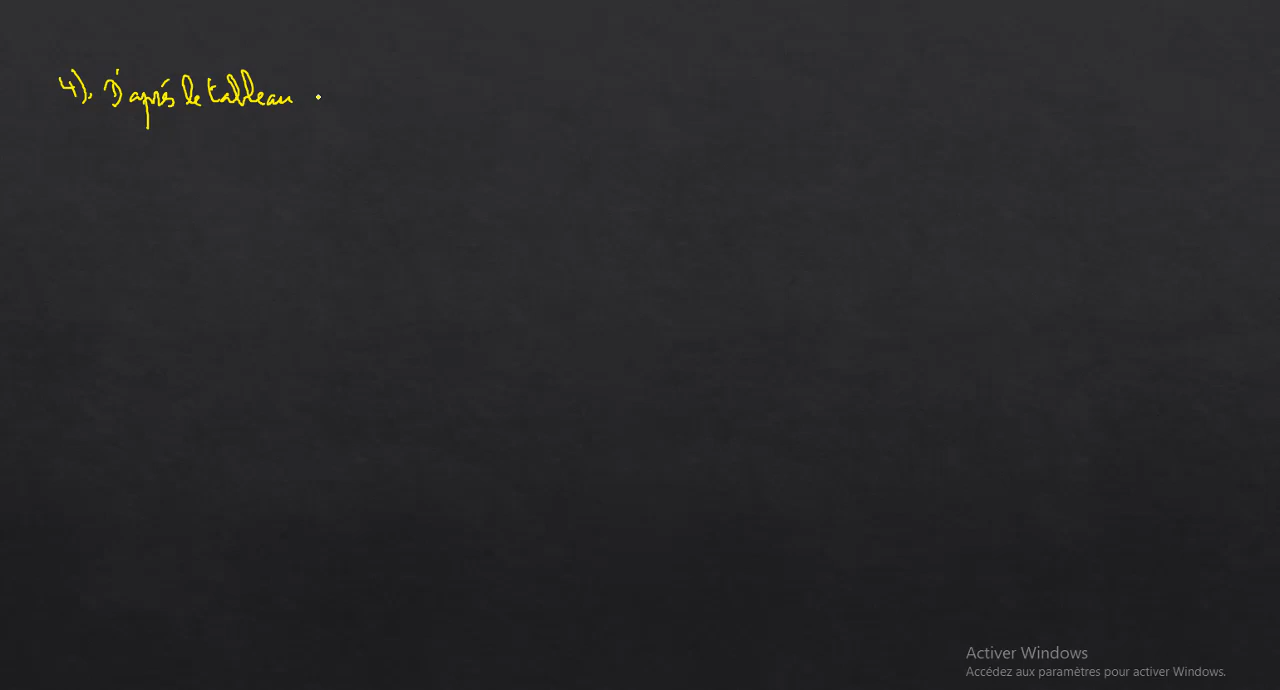 4). D'après le tableau .
Activer Windows
Accédez aux paramètres pour activer Windows.